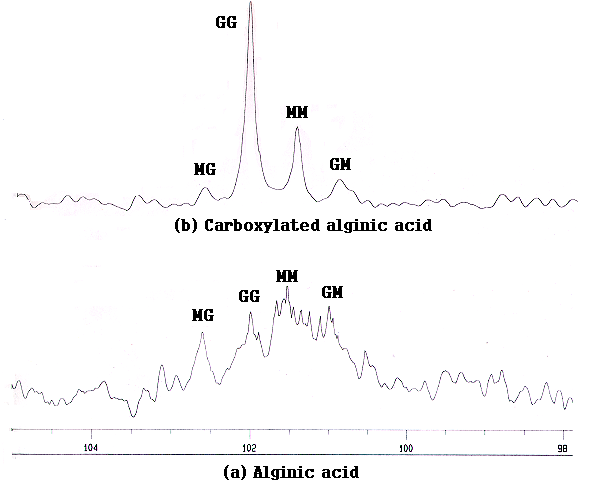 GG
MM
MG
GM
(b) Carboxylated alginic acid
MM
GG
GM
MG
104 102 100 98
(a) Alginic acid